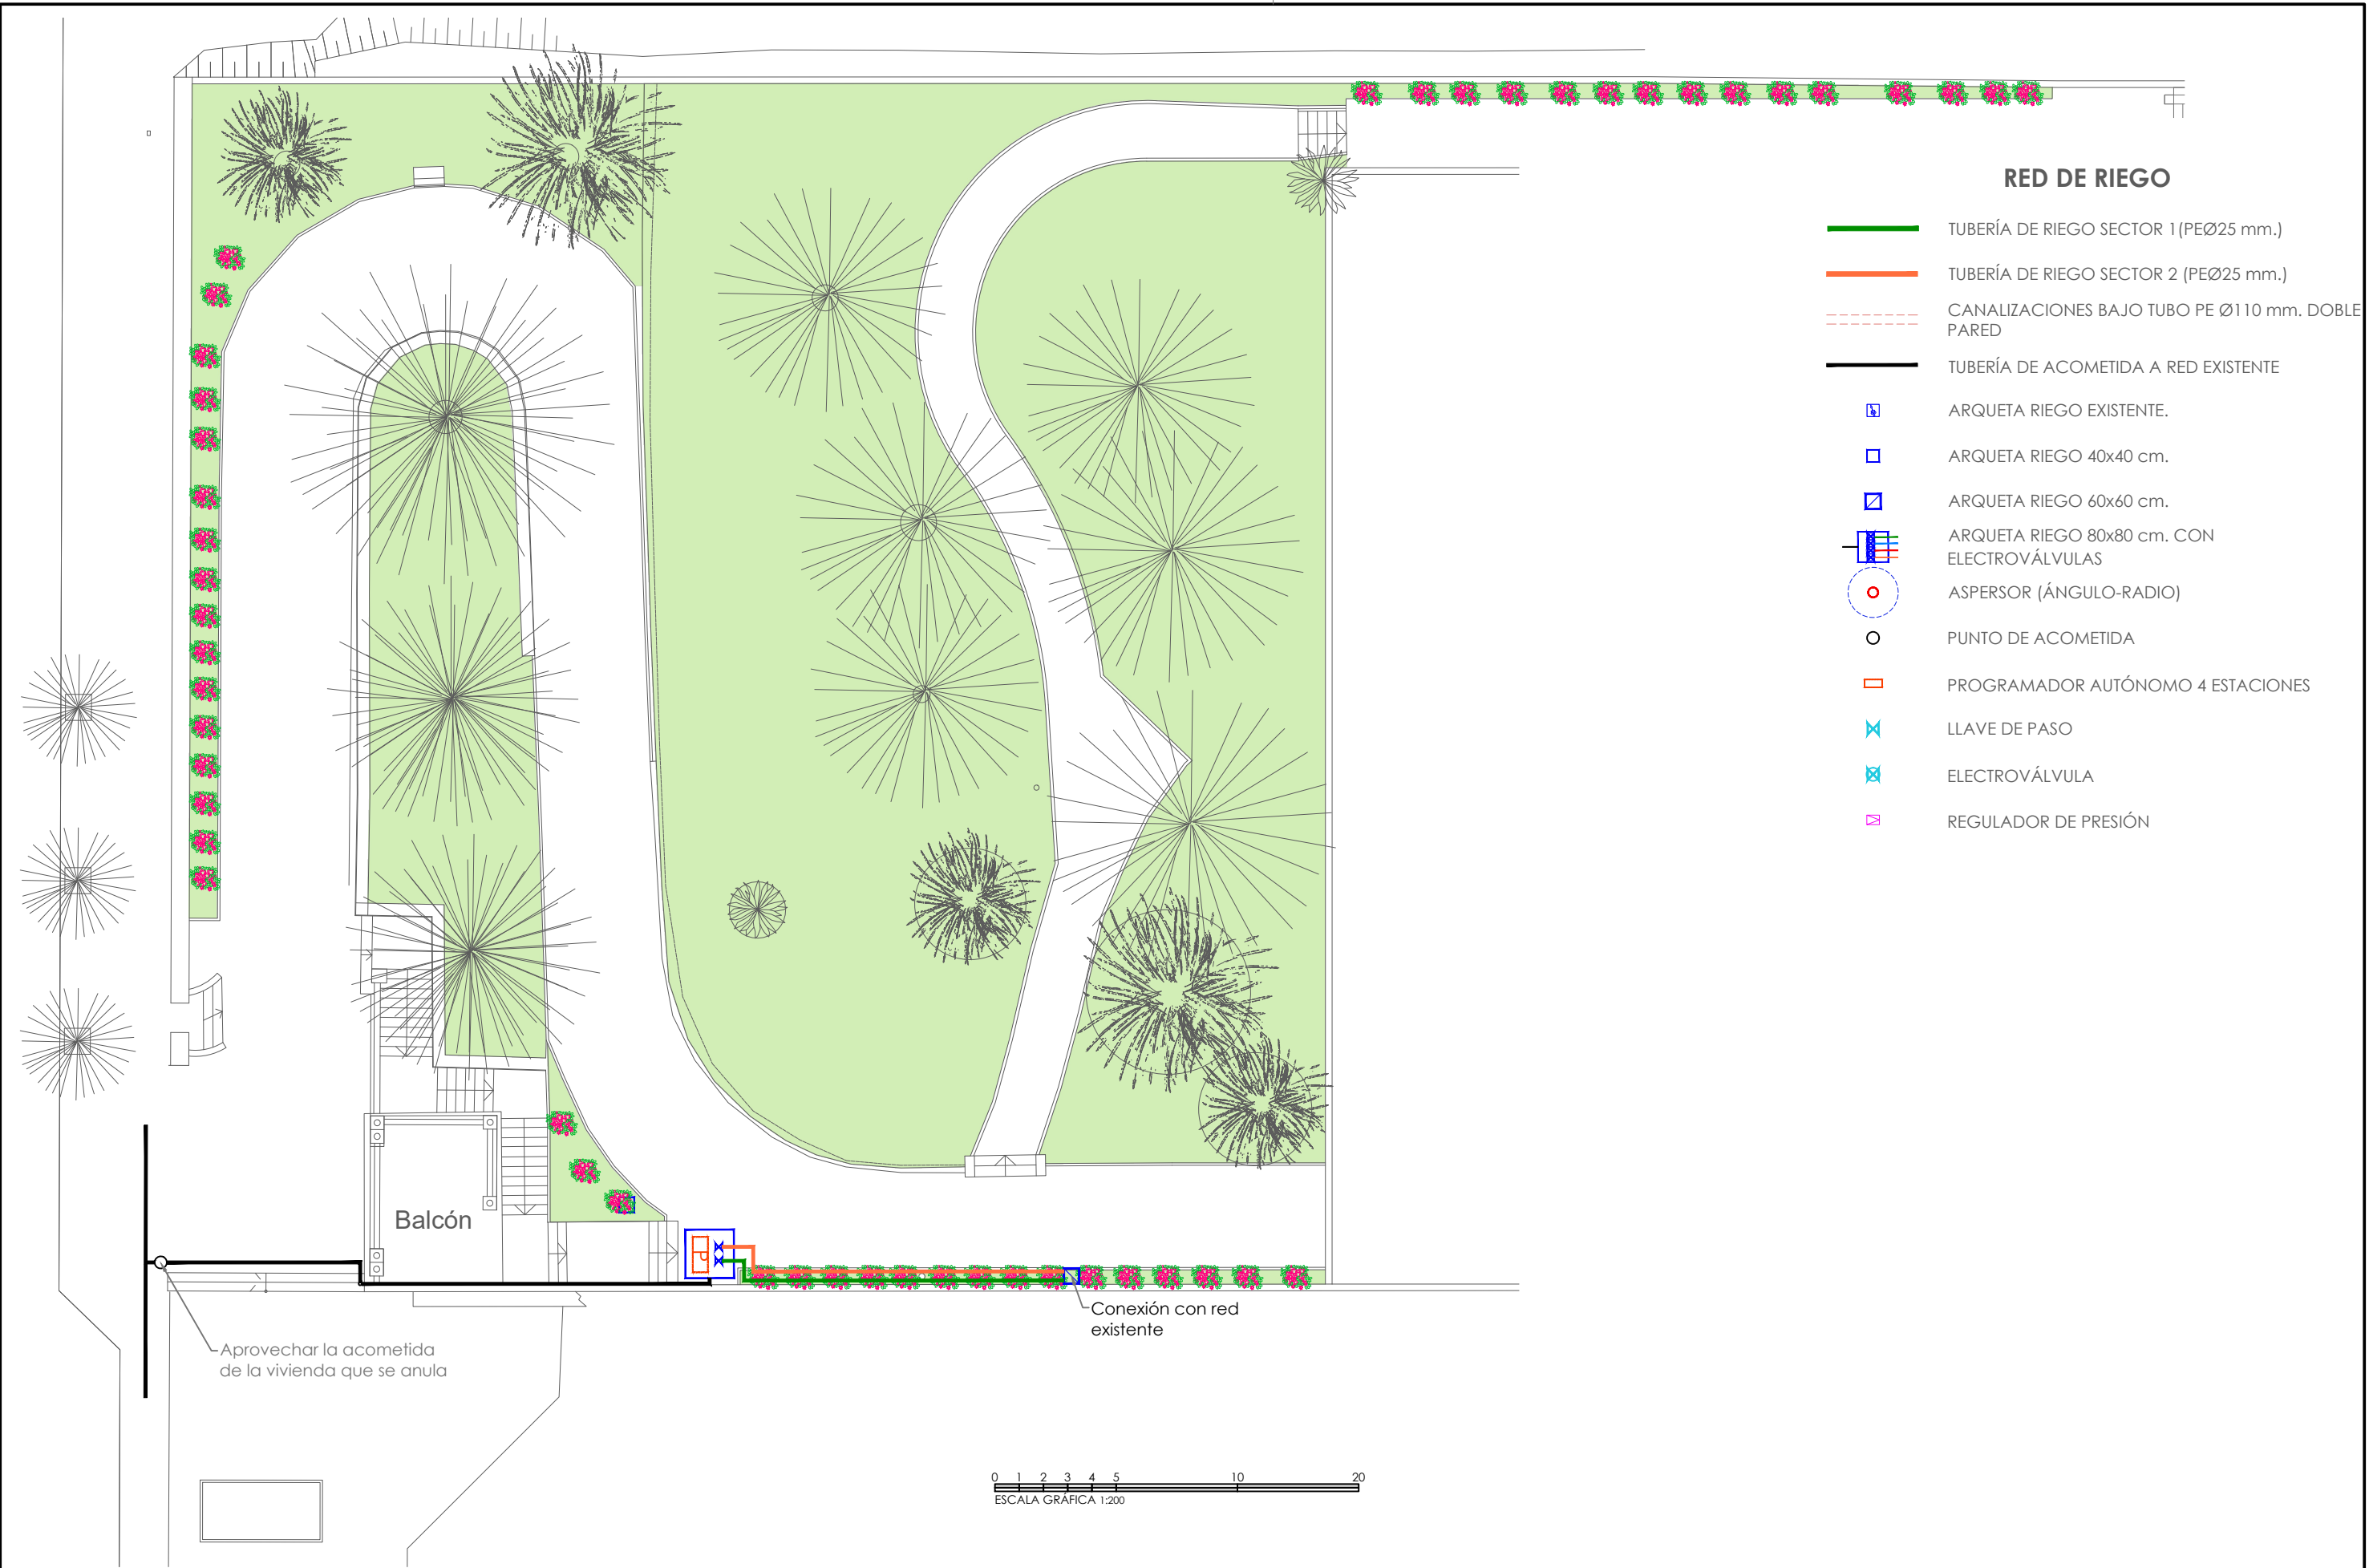 RED DE RIEGO
TUBERÍA DE RIEGO SECTOR 1(PEØ25 mm.)
TUBERÍA DE RIEGO SECTOR 2 (PEØ25 mm.)
CANALIZACIONES BAJO TUBO PE Ø110 mm. DOBLE
PARED
TUBERÍA DE ACOMETIDA A RED EXISTENTE
ARQUETA RIEGO EXISTENTE.
ARQUETA RIEGO 40x40 cm.
ARQUETA RIEGO 60x60 cm.
ARQUETA RIEGO 80x80 cm. CON
ELECTROVÁLVULAS
ASPERSOR (ÁNGULO-RADIO)
PUNTO DE ACOMETIDA
PROGRAMADOR AUTÓNOMO 4 ESTACIONES
LLAVE DE PASO
ELECTROVÁLVULA
REGULADOR DE PRESIÓN
Balcón
P
Conexión con red
existente
Aprovechar la acometida
de la vivienda que se anula
0 1 2 3 4 5 10 20
ESCALA GRÁFICA 1:200